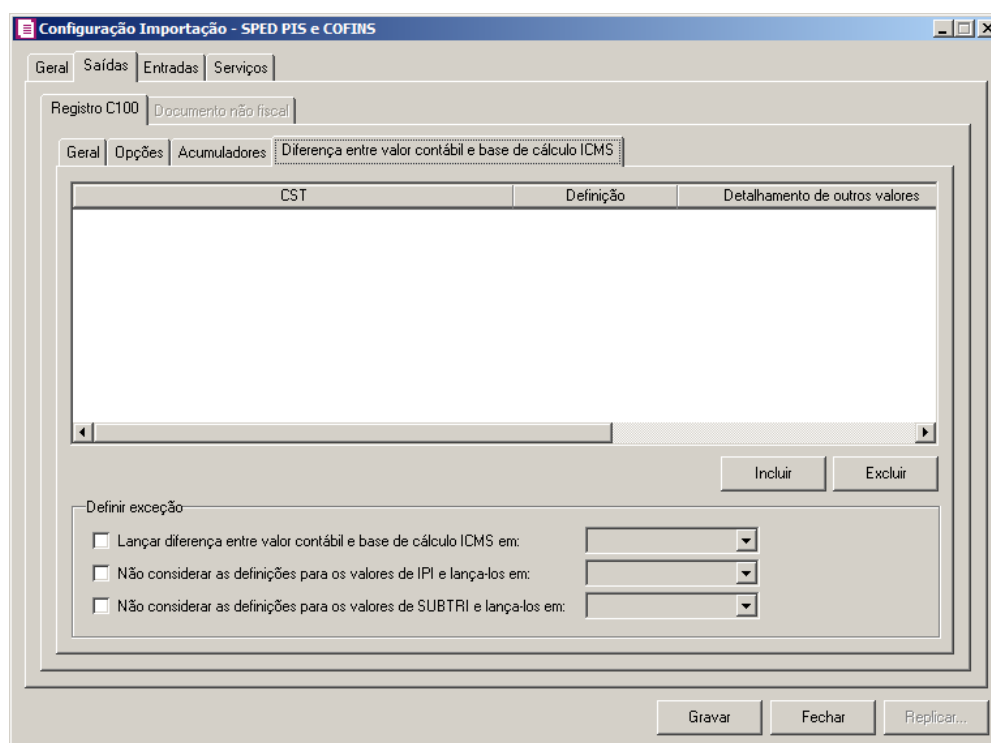 Configuração Importação - SPED PIS e COFINS
Geral Saídas Entradas Serviços
Registro C100 Documento não fiscal
Geral Opções Acumuladores Diferença entre valor contábil e base de cálculo ICMS
CST Definição Detalhamento de outros valores
Incluir Excluir
Definir exceção
Lançar diferença entre valor contábil e base de cálculo ICMS em:
Não considerar as definições para os valores de IPI e lança-los em:
Não considerar as definições para os valores de SUBTRI e lança-los em:
Gravar Fechar Replicar...